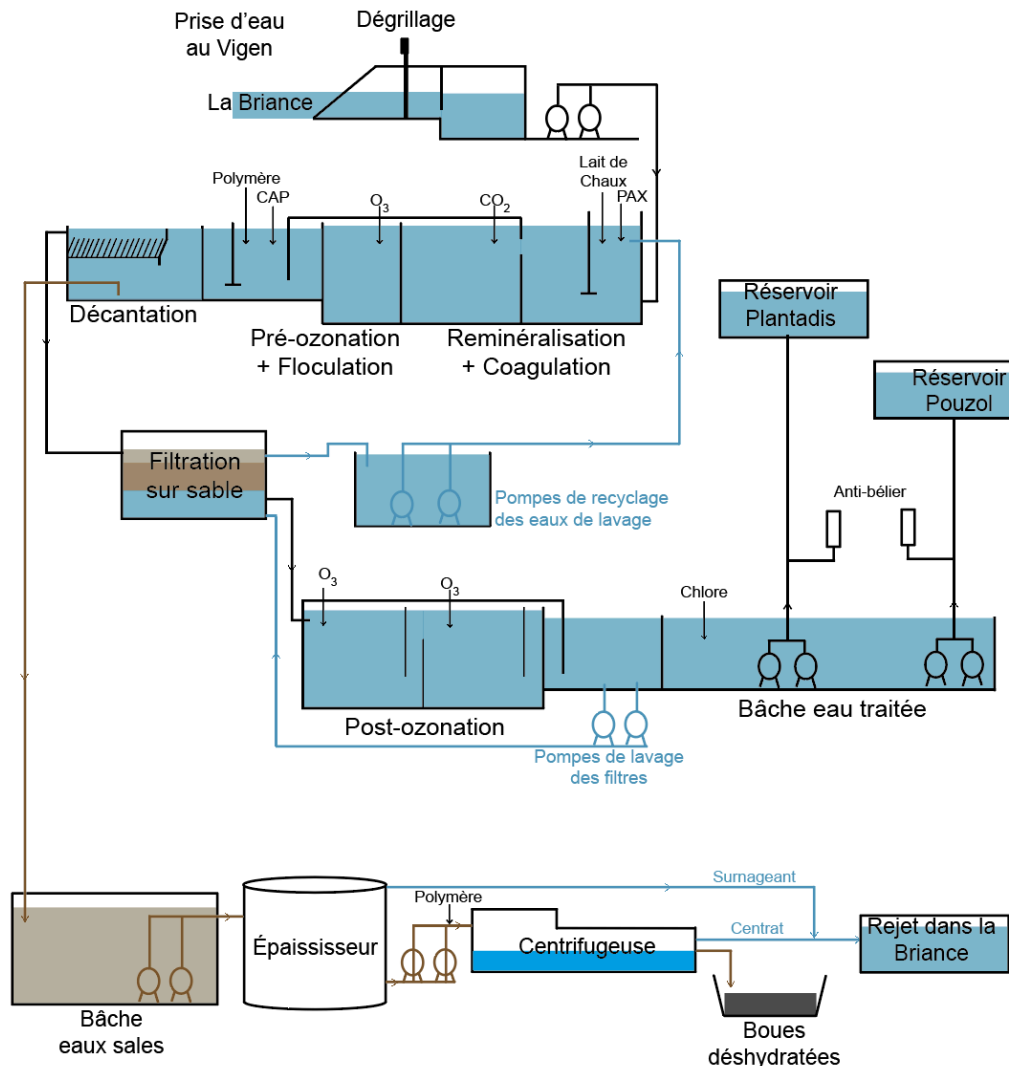 Prise d'eau
au Vigen
Dégrillage
La Briance
Polymère
CAP
O3
CO2
Lait de
Chaux
PAX
Décantation
Pré-ozonation
+ Floculation
Reminéralisation
+ Coagulation
Réservoir
Plantadis
Réservoir
Pouzol
Filtration
sur sable
Pompes de recyclage
des eaux de lavage
Anti-bélier
O3
O3
Chlore
Post-ozonation
Bâche eau traitée
Pompes de lavage
des filtres
Surnageant
Polymère
Épaississeur
Centrifugeuse
Centrat
Rejet dans la
Briance
Bâche
eaux sales
Boues
déshydratées